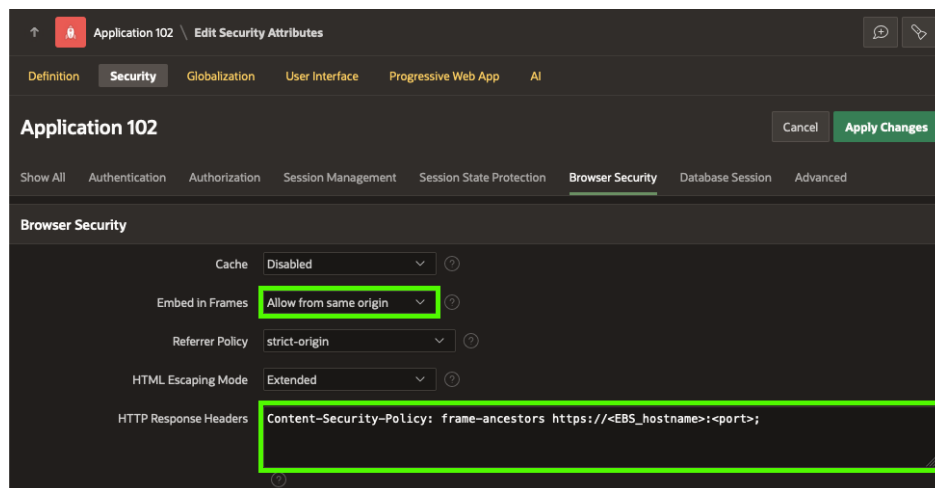 Application 102 \ Edit Security Attributes
Definition Security Globalization User Interface Progressive Web App AI
Application 102 Cancel Apply Changes
Show All Authentication Authorization Session Management Session State Protection Browser Security Database Session Advanced
Browser Security
Cache Disabled
Embed in Frames Allow from same origin
Referrer Policy strict-origin
HTML Escaping Mode Extended
HTTP Response Headers Content-Security-Policy: frame-ancestors https://<EBS_hostname>:<port>;